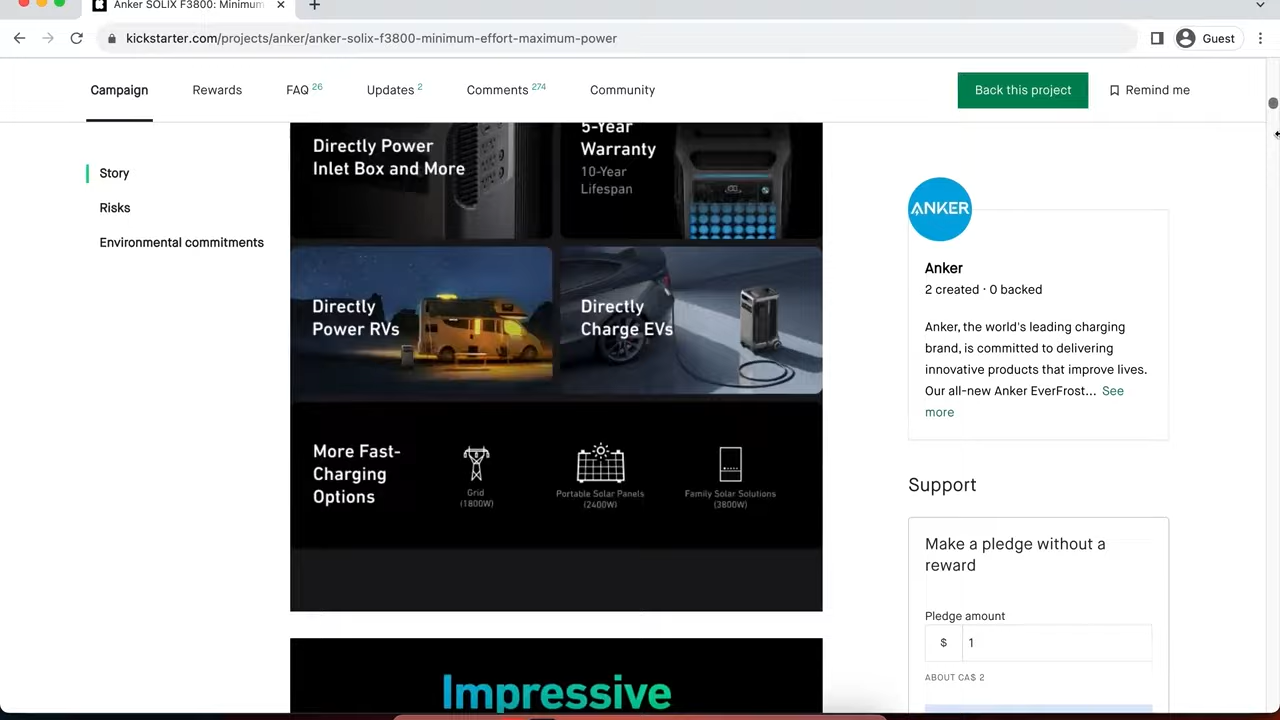 Anker SOLIX F3800: Minimum
kickstarter.com/projects/anker/anker-solix-f3800-minimum-effort-maximum-power
Guest
Campaign
Rewards
FAQ 26
Updates 2
Comments 274
Community
Back this project
Remind me
Story
Risks
Environmental commitments
Directly Power
Inlet Box and More
5-Year
Warranty
10-Year
Lifespan
Directly
Power RVs
Directly
Charge EVs
More Fast-
Charging
Options
Grid
(1800W)
Portable Solar Panels
(2400W)
Family Solar Solutions
(3800W)
Impressive
ANKER
Anker
2 created · 0 backed
Anker, the world's leading charging
brand, is committed to delivering
innovative products that improve lives.
Our all-new Anker EverFrost... See
more
Support
Make a pledge without a
reward
Pledge amount
$ 1
ABOUT CA$ 2